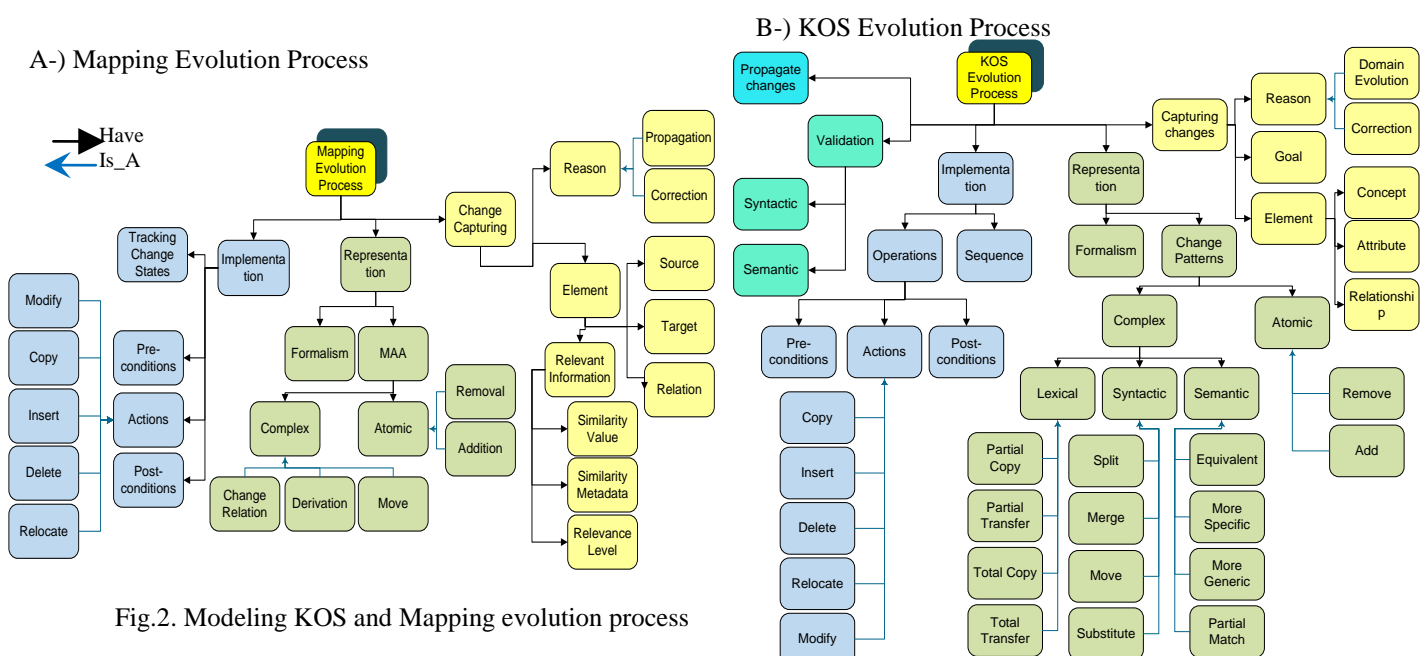 A-) Mapping Evolution Process
Have
Is_A
Mapping
Evolution
Process
Tracking
Change
States
Implementa
tion
Representa
tion
Change
Capturing
Reason
Propagation
Correction
Element
Source
Target
Relation
Relevant
Information
Similarity
Value
Similarity
Metadata
Relevance
Level
Modify
Copy
Insert
Delete
Relocate
Pre-
conditions
Actions
Post-
conditions
Formalism
MAA
Complex
Atomic
Removal
Addition
Change
Relation
Derivation
Move
B-) KOS Evolution Process
KOS
Evolution
Process
Propagate
changes
Validation
Syntactic
Semantic
Implementa
tion
Representa
tion
Capturing
changes
Reason
Goal
Element
Domain
Evolution
Correction
Concept
Attribute
Relationshi
p
Operations
Sequence
Formalism
Change
Patterns
Pre-
conditions
Actions
Post-
conditions
Complex
Atomic
Copy
Insert
Delete
Relocate
Modify
Lexical
Syntactic
Semantic
Remove
Add
Partial
Copy
Partial
Transfer
Total Copy
Total
Transfer
Split
Merge
Move
Substitute
Equivalent
More
Specific
More
Generic
Partial
Match
Fig.2. Modeling KOS and Mapping evolution process